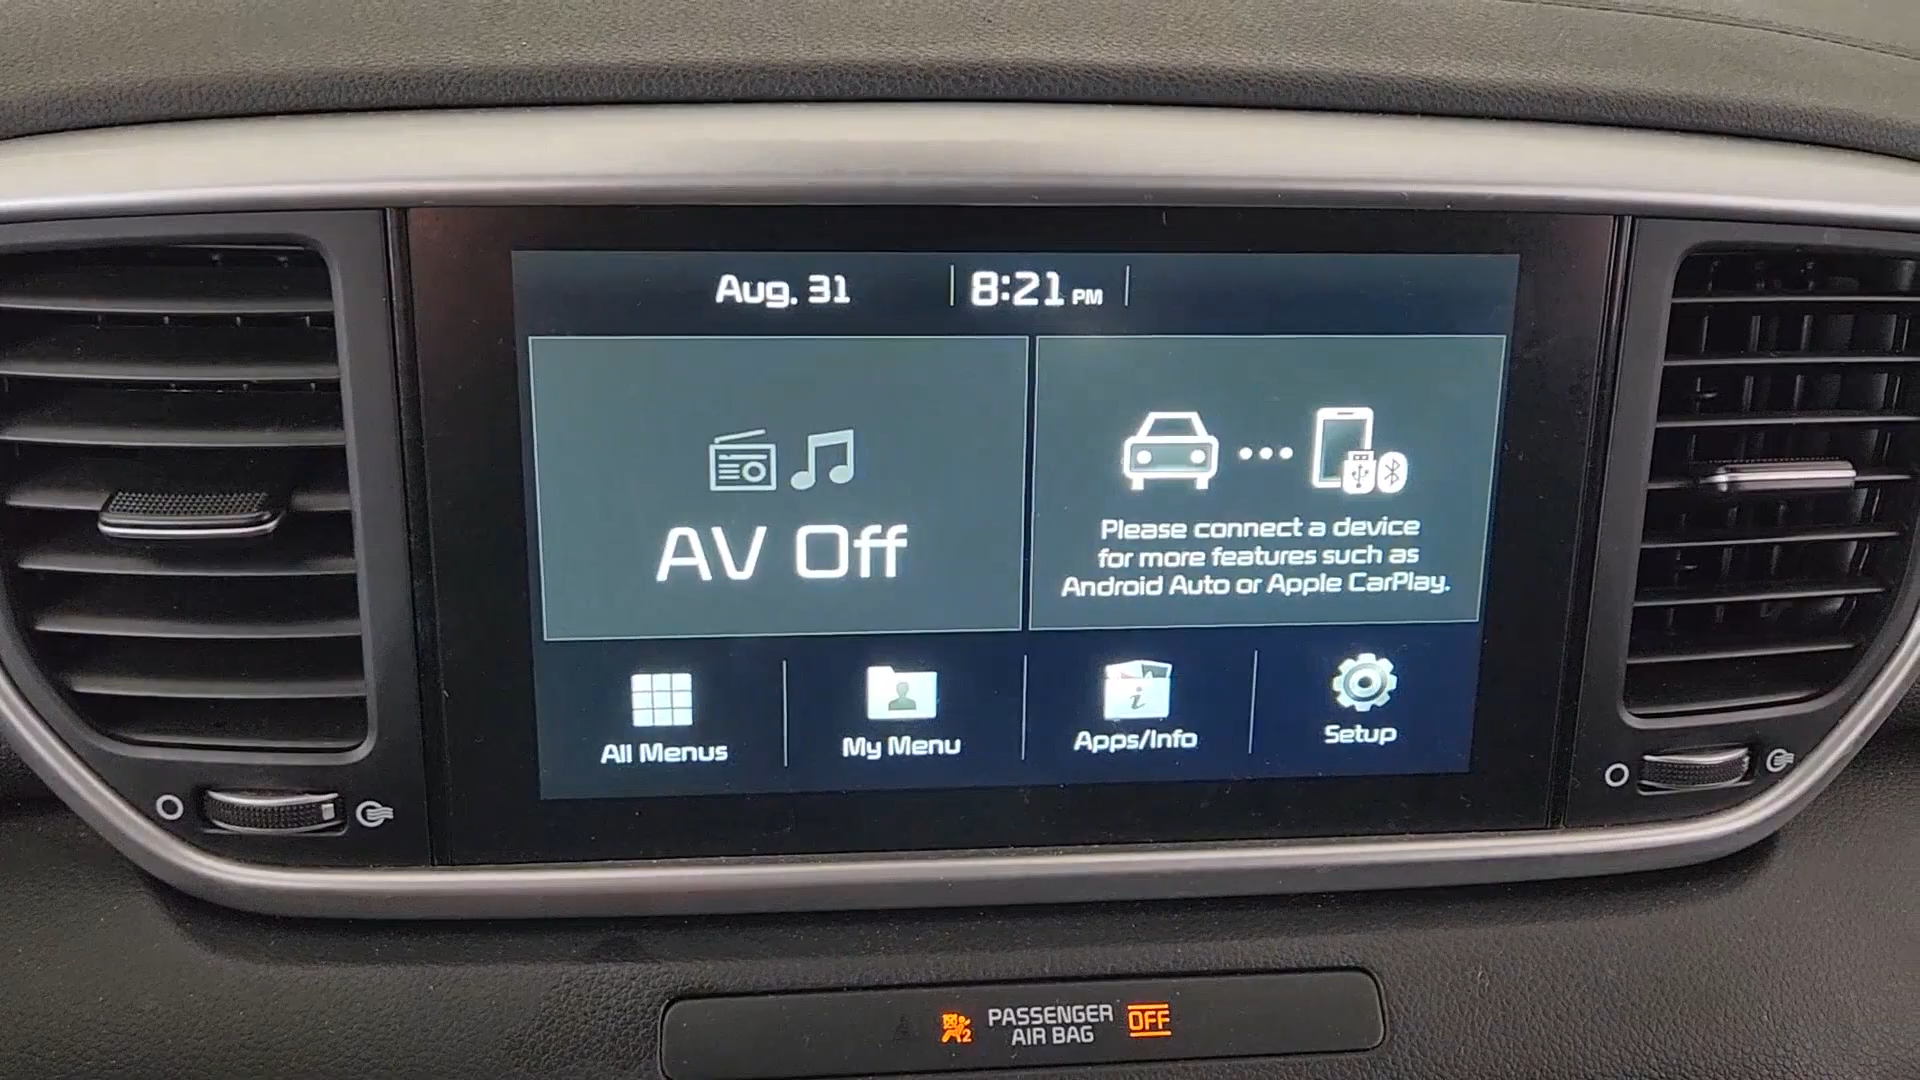 Aug. 31
8:21 PM
AV Off
Please connect a device
for more features such as
Android Auto or Apple CarPlay.
All Menus
My Menu
Apps/Info
Setup
PASSENGER
AIR BAG
OFF